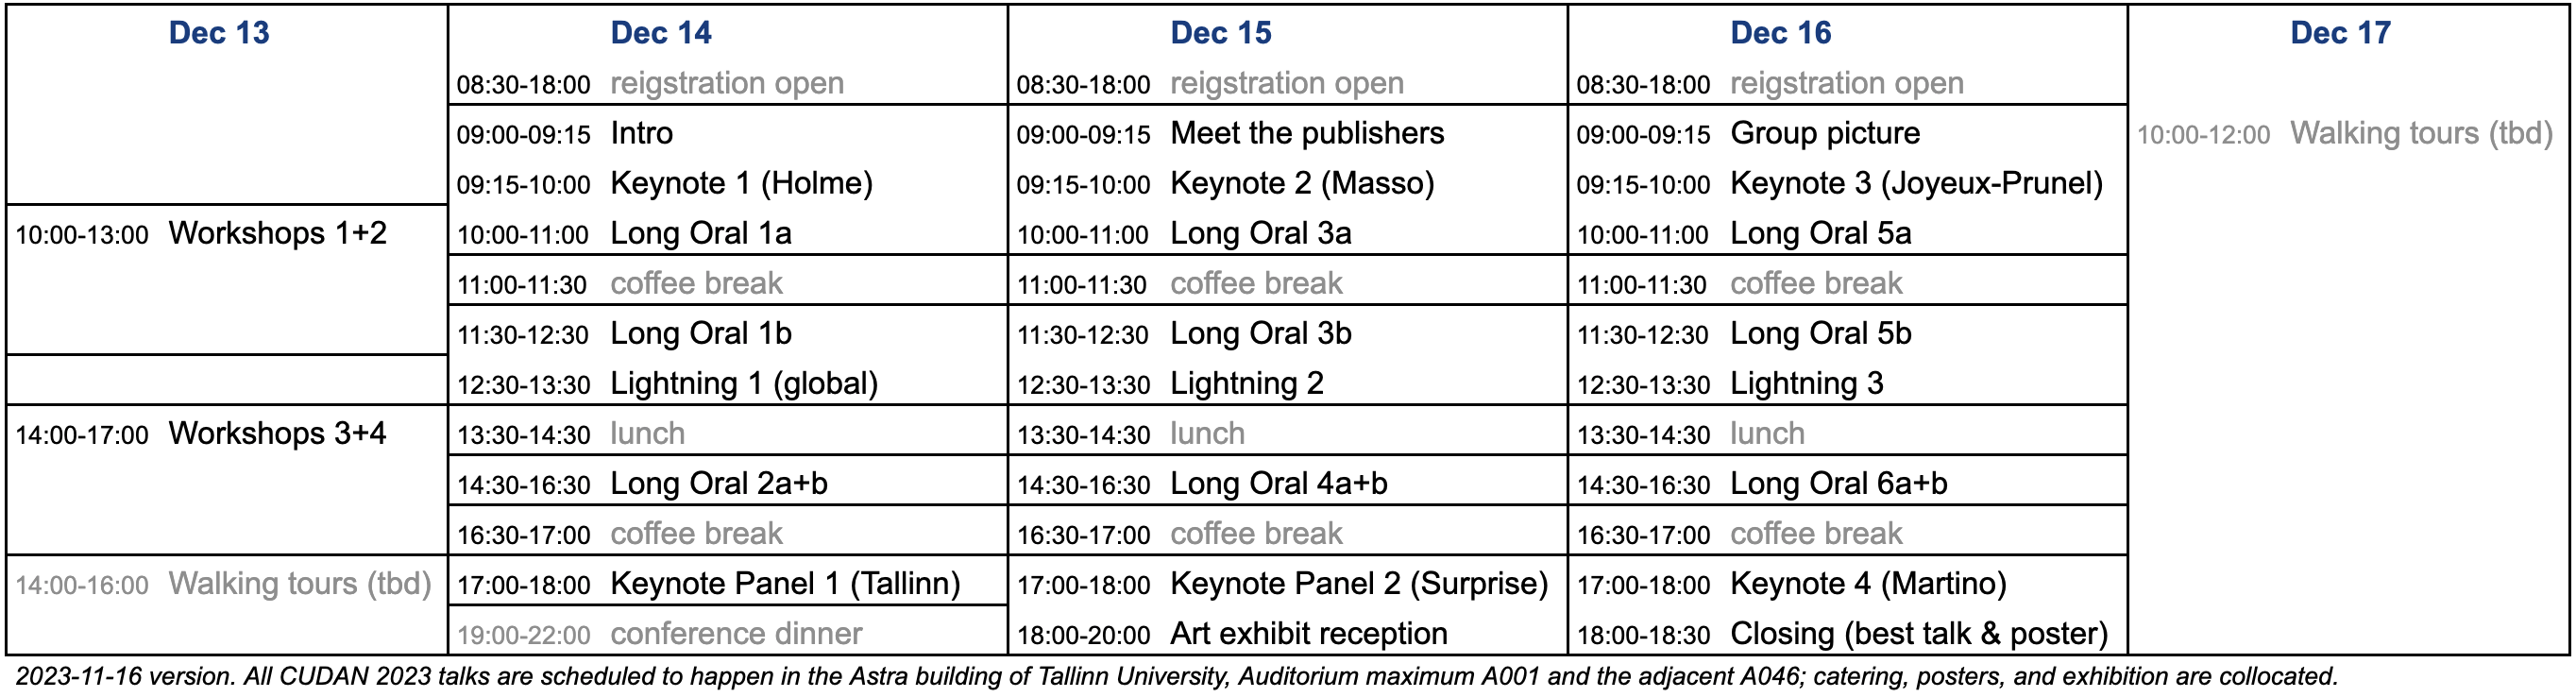 Dec 13
10:00-13:00 Workshops 1+2
14:00-17:00 Workshops 3+4
14:00-16:00 Walking tours (tbd)
Dec 14
08:30-18:00 reigstration open
09:00-09:15 Intro
09:15-10:00 Keynote 1 (Holme)
10:00-11:00 Long Oral 1a
11:00-11:30 coffee break
11:30-12:30 Long Oral 1b
12:30-13:30 Lightning 1 (global)
13:30-14:30 lunch
14:30-16:30 Long Oral 2a+b
16:30-17:00 coffee break
17:00-18:00 Keynote Panel 1 (Tallinn)
19:00-22:00 conference dinner
Dec 15
08:30-18:00 reigstration open
09:00-09:15 Meet the publishers
09:15-10:00 Keynote 2 (Masso)
10:00-11:00 Long Oral 3a
11:00-11:30 coffee break
11:30-12:30 Long Oral 3b
12:30-13:30 Lightning 2
13:30-14:30 lunch
14:30-16:30 Long Oral 4a+b
16:30-17:00 coffee break
17:00-18:00 Keynote Panel 2 (Surprise)
18:00-20:00 Art exhibit reception
Dec 16
08:30-18:00 reigstration open
09:00-09:15 Group picture
09:15-10:00 Keynote 3 (Joyeux-Prunel)
10:00-11:00 Long Oral 5a
11:00-11:30 coffee break
11:30-12:30 Long Oral 5b
12:30-13:30 Lightning 3
13:30-14:30 lunch
14:30-16:30 Long Oral 6a+b
16:30-17:00 coffee break
17:00-18:00 Keynote 4 (Martino)
18:00-18:30 Closing (best talk & poster)
Dec 17
10:00-12:00 Walking tours (tbd)
2023-11-16 version. All CUDAN 2023 talks are scheduled to happen in the Astra building of Tallinn University, Auditorium maximum A001 and the adjacent A046; catering, posters, and exhibition are collocated.